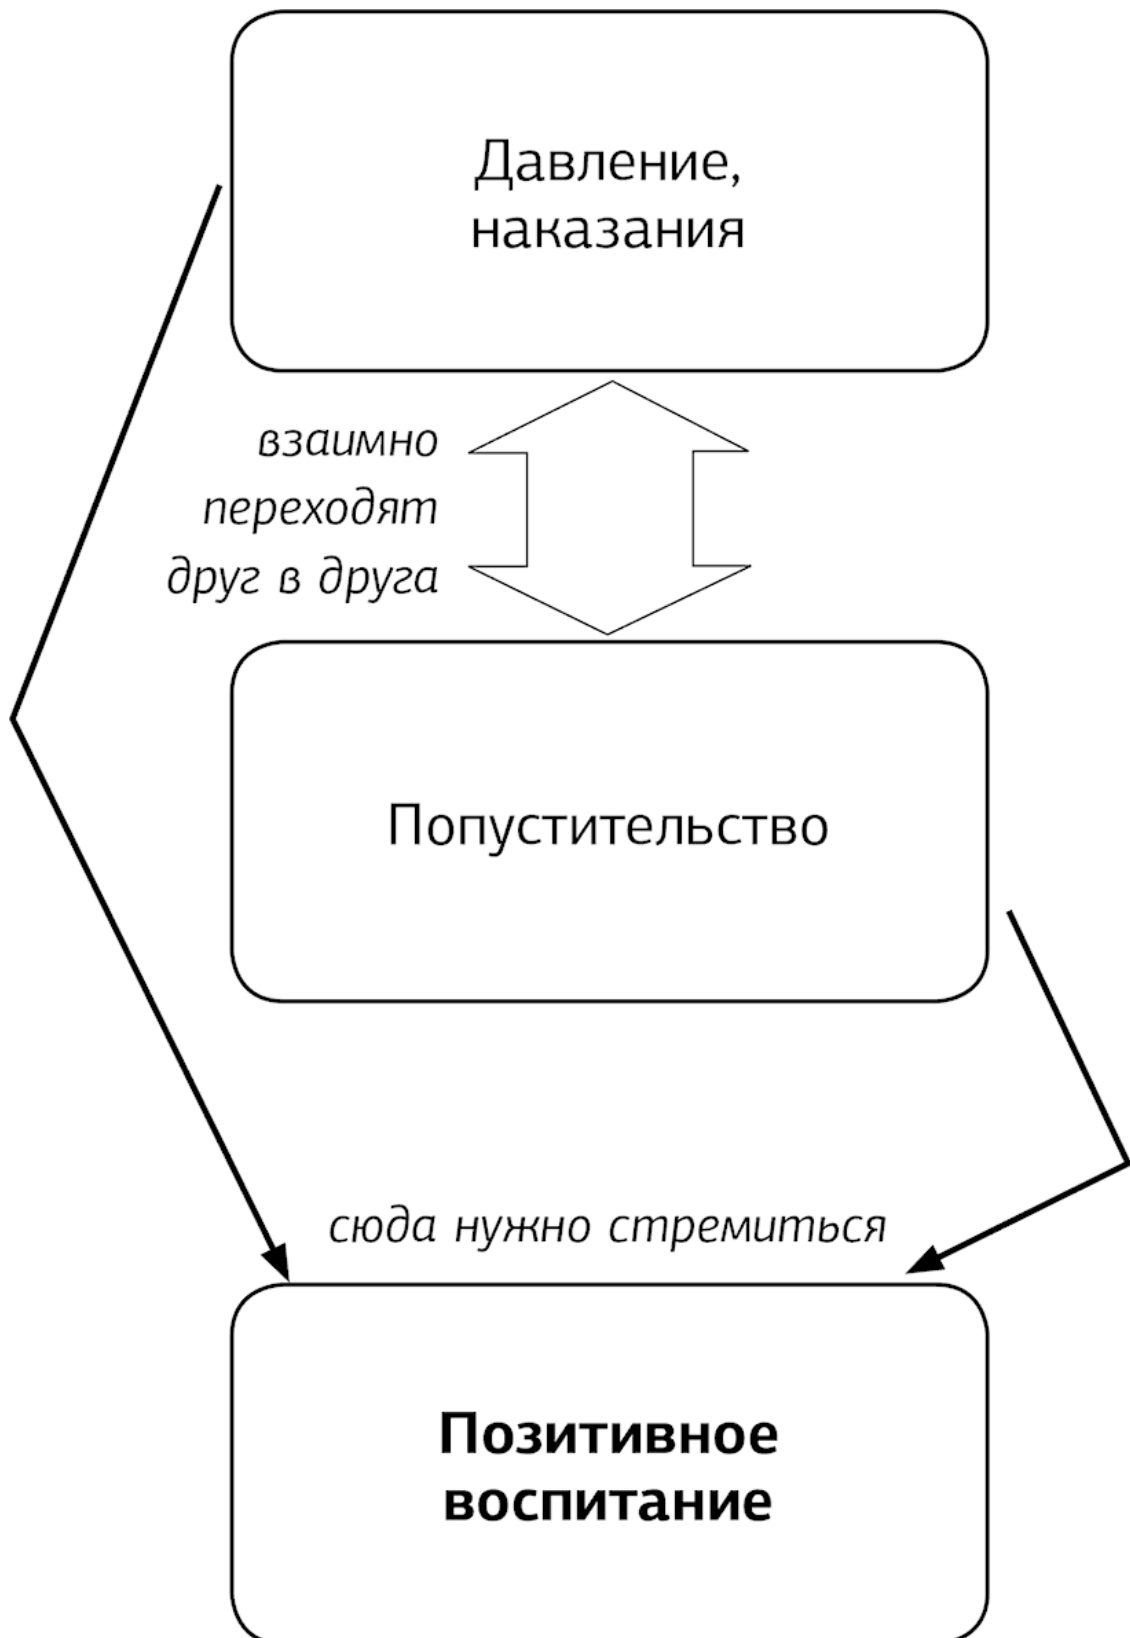 Давление,
наказания
взаимно
переходят
друг в друга
Попустительство
сюда нужно стремиться
Позитивное
воспитание